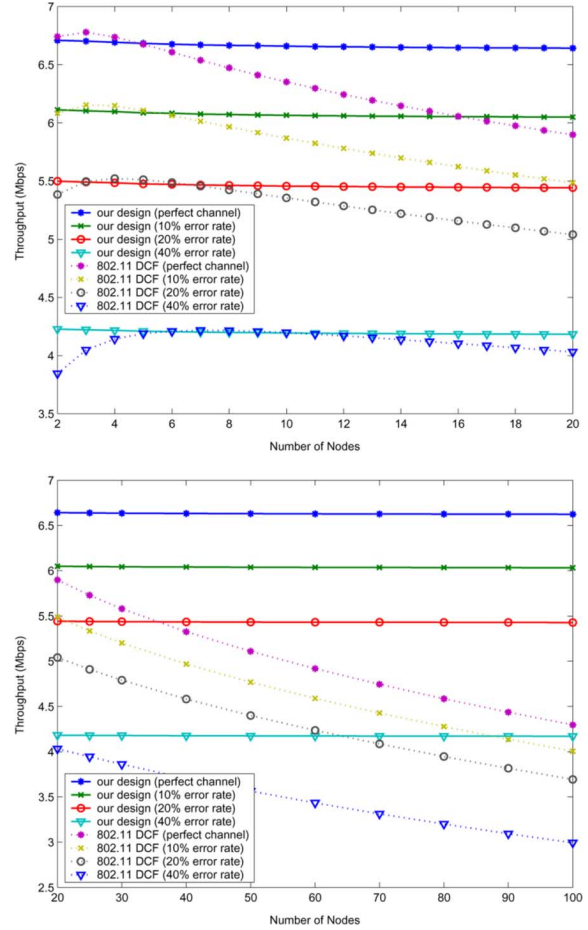 7
6.5
6
5.5
5
4.5
4
3.5
Throughput (Mbps)
our design (perfect channel)
our design (10% error rate)
our design (20% error rate)
our design (40% error rate)
802.11 DCF (perfect channel)
802.11 DCF (10% error rate)
802.11 DCF (20% error rate)
802.11 DCF (40% error rate)
2 4 6 8 10 12 14 16 18 20
Number of Nodes
7
6.5
6
5.5
5
4.5
4
3.5
3
2.5
Throughput (Mbps)
our design (perfect channel)
our design (10% error rate)
our design (20% error rate)
our design (40% error rate)
802.11 DCF (perfect channel)
802.11 DCF (10% error rate)
802.11 DCF (20% error rate)
802.11 DCF (40% error rate)
20 30 40 50 60 70 80 90 100
Number of Nodes